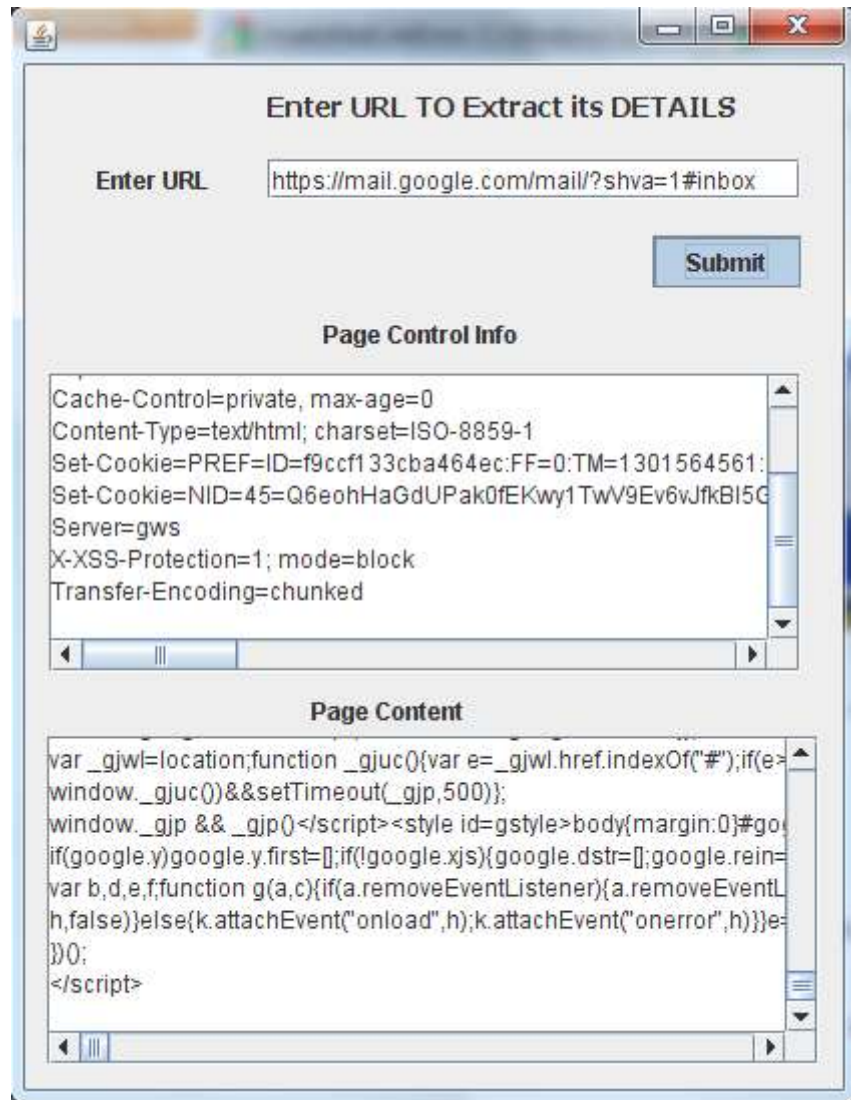 Enter URL TO Extract its DETAILS
Enter URL
https://mail.google.com/mail/?shva=1#inbox
Submit
Page Control Info
Cache-Control=private, max-age=0
Content-Type=text/html; charset=ISO-8859-1
Set-Cookie=PREF=ID=f9ccf133cba464ec:FF=0:TM=1301564561:
Set-Cookie=NID=45=Q6eohHaGdUPak0fEKwy1TwV9Ev6vJfkBI5G
Server=gws
X-XSS-Protection=1; mode=block
Transfer-Encoding=chunked
Page Content
var _gjwl=location;function _gjuc(){var e=_gjwl.href.indexOf("#");if(e>
window._gjuc())&&setTimeout(_gjp,500)};
window._gjp && _gjp()</script><style id=gstyle>body{margin:0}#gog
if(google.y)google.y.first=[];if(!google.xjs){google.dstr=[];google.rein=
var b,d,e,f;function g(a,c){if(a.removeEventListener){a.removeEventL
h,false)}else{k.attachEvent("onload",h);k.attachEvent("onerror",h)}}e=
})();
</script>